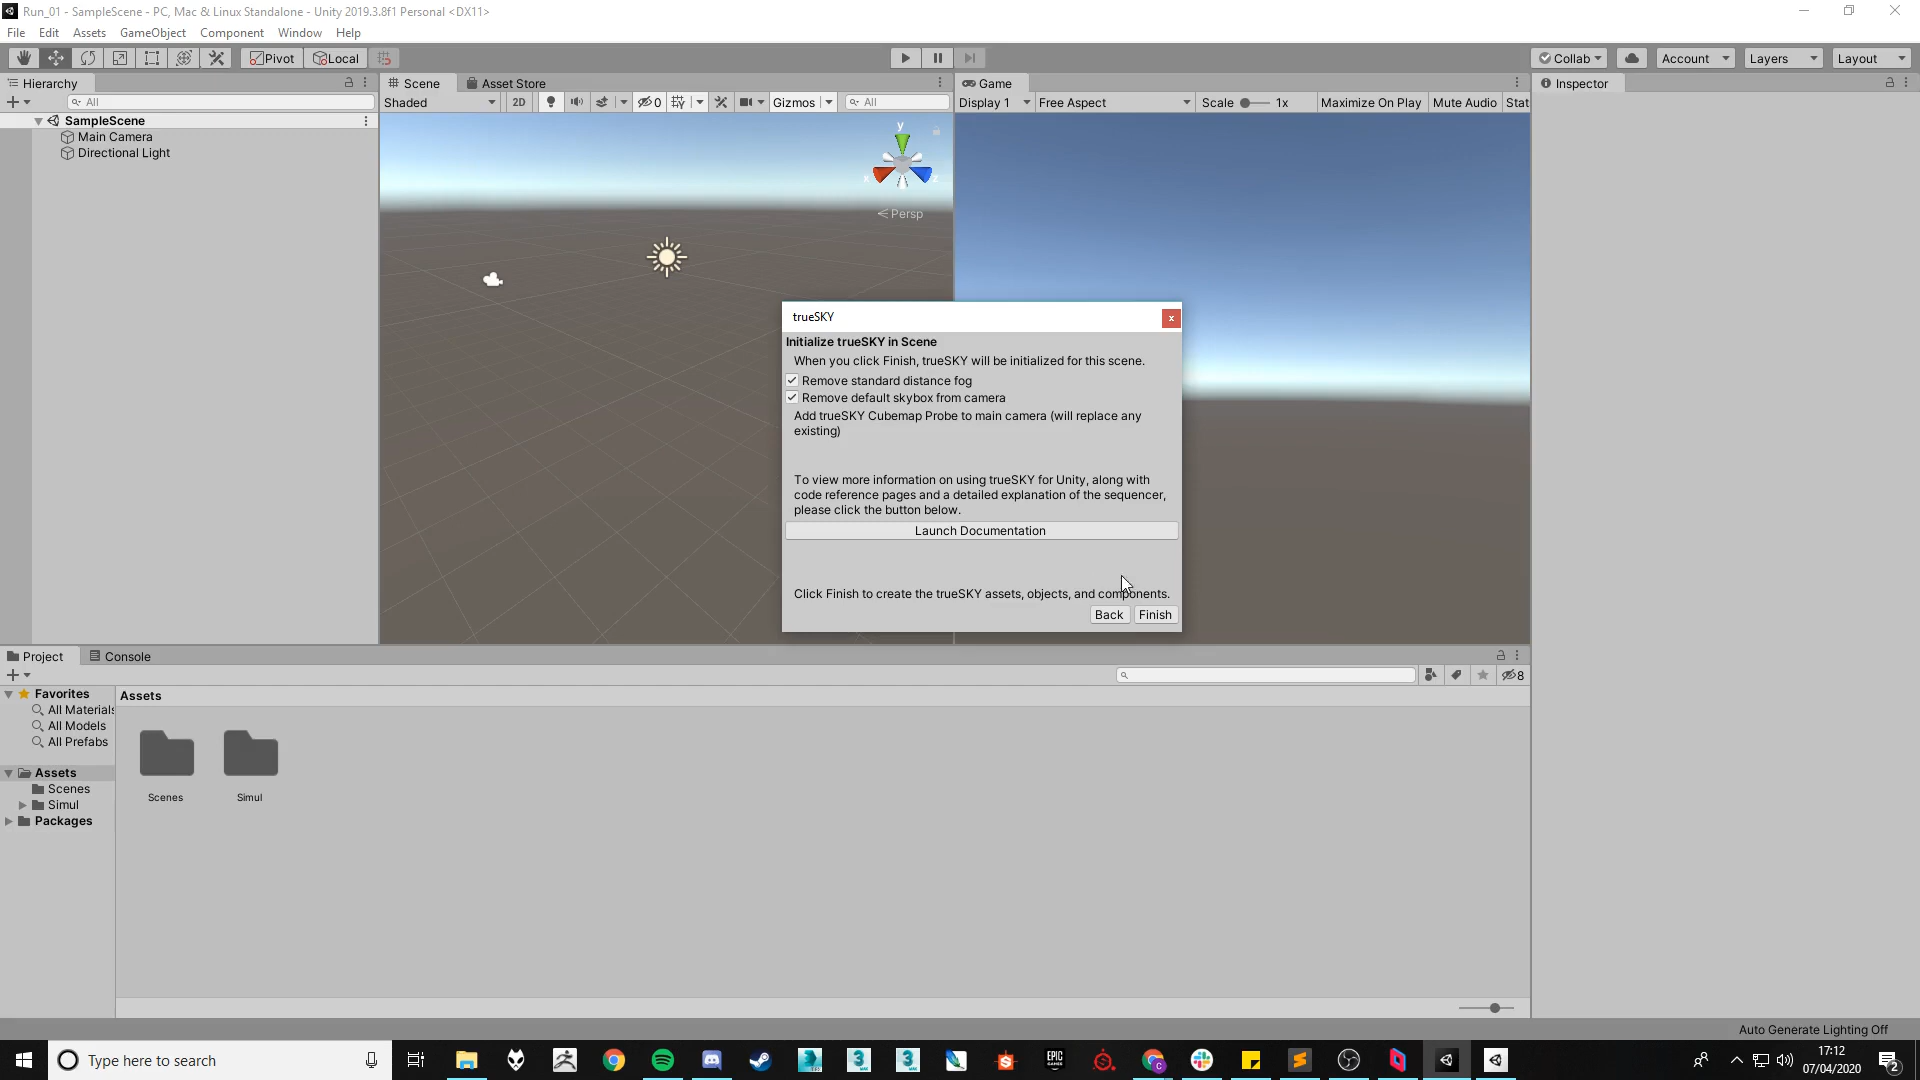 Run_01 - SampleScene - PC, Mac & Linux Standalone - Unity 2019.3.8f1 Personal <DX11>
File Edit Assets GameObject Component Window Help
Pivot Local Collab Account Layers Layout
Hierarchy
All
SampleScene
Main Camera
Directional Light
Scene Asset Store
Shaded 2D 0 Gizmos All
y
x
z
Persp
Game
Display 1 Free Aspect Scale 1x Maximize On Play Mute Audio Stat
Inspector
trueSKY
x
Initialize trueSKY in Scene
When you click Finish, trueSKY will be initialized for this scene.
Remove standard distance fog
Remove default skybox from camera
Add trueSKY Cubemap Probe to main camera (will replace any
existing)
To view more information on using trueSKY for Unity, along with
code reference pages and a detailed explanation of the sequencer,
please click the button below.
Launch Documentation
Click Finish to create the trueSKY assets, objects, and components.
Back Finish
Project Console
8
Favorites
All Materials
All Models
All Prefabs
Assets
Scenes
Simul
Packages
Assets
Scenes
Simul
Auto Generate Lighting Off
Type here to search
EPIC
GAMES
17:12
07/04/2020
2